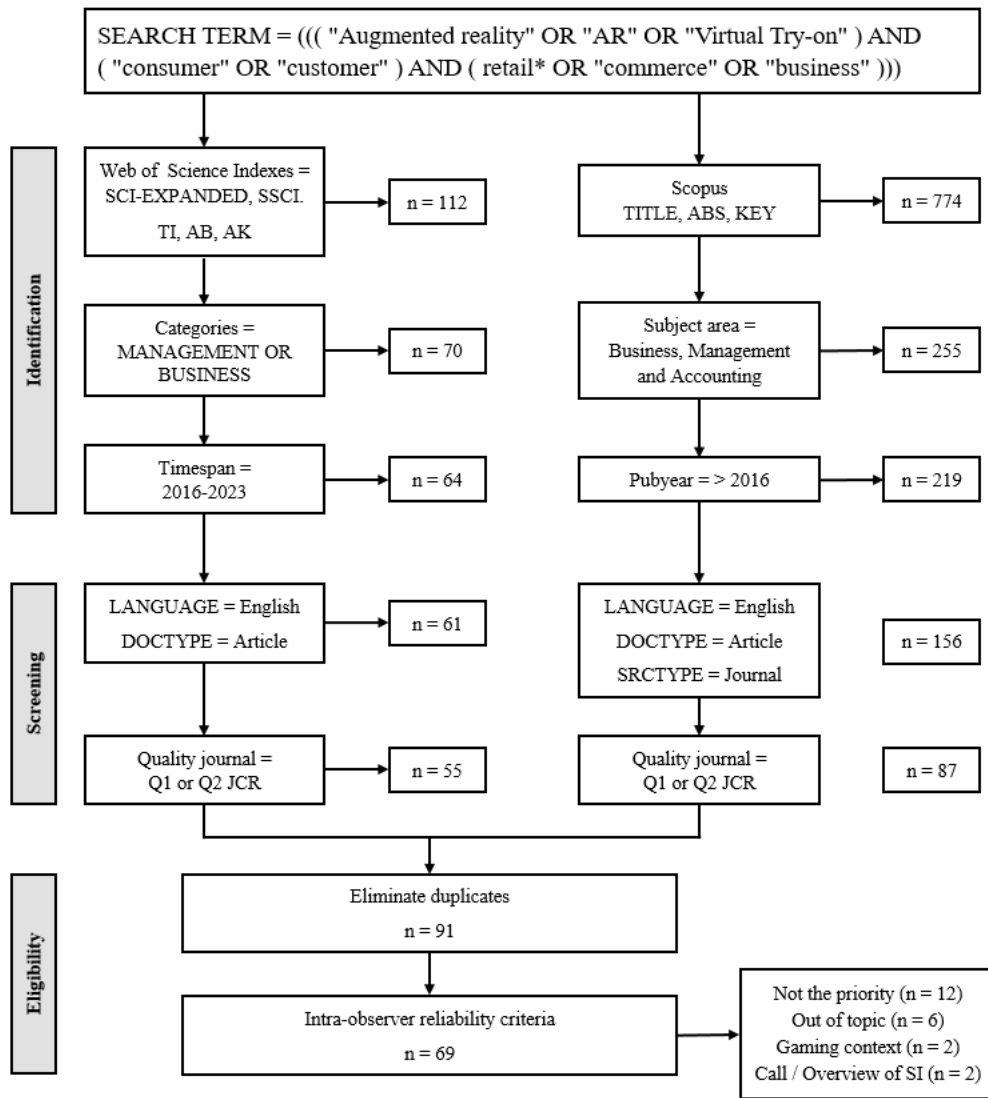 SEARCH TERM = ((( "Augmented reality" OR "AR" OR "Virtual Try-on" ) AND
( "consumer" OR "customer" ) AND ( retail* OR "commerce" OR "business" )))
Identification
Web of Science Indexes =
SCI-EXPANDED, SSCI.
TI, AB, AK
n = 112
Scopus
TITLE, ABS, KEY
n = 774
Categories =
MANAGEMENT OR
BUSINESS
n = 70
Subject area =
Business, Management
and Accounting
n = 255
Timespan =
2016-2023
n = 64
Pubyear = > 2016
n = 219
Screening
LANGUAGE = English
DOCTYPE = Article
n = 61
LANGUAGE = English
DOCTYPE = Article
SRCTYPE = Journal
n = 156
Quality journal =
Q1 or Q2 JCR
n = 55
Quality journal =
Q1 or Q2 JCR
n = 87
Eligibility
Eliminate duplicates
n = 91
Intra-observer reliability criteria
n = 69
Not the priority (n = 12)
Out of topic (n = 6)
Gaming context (n = 2)
Call / Overview of SI (n = 2)